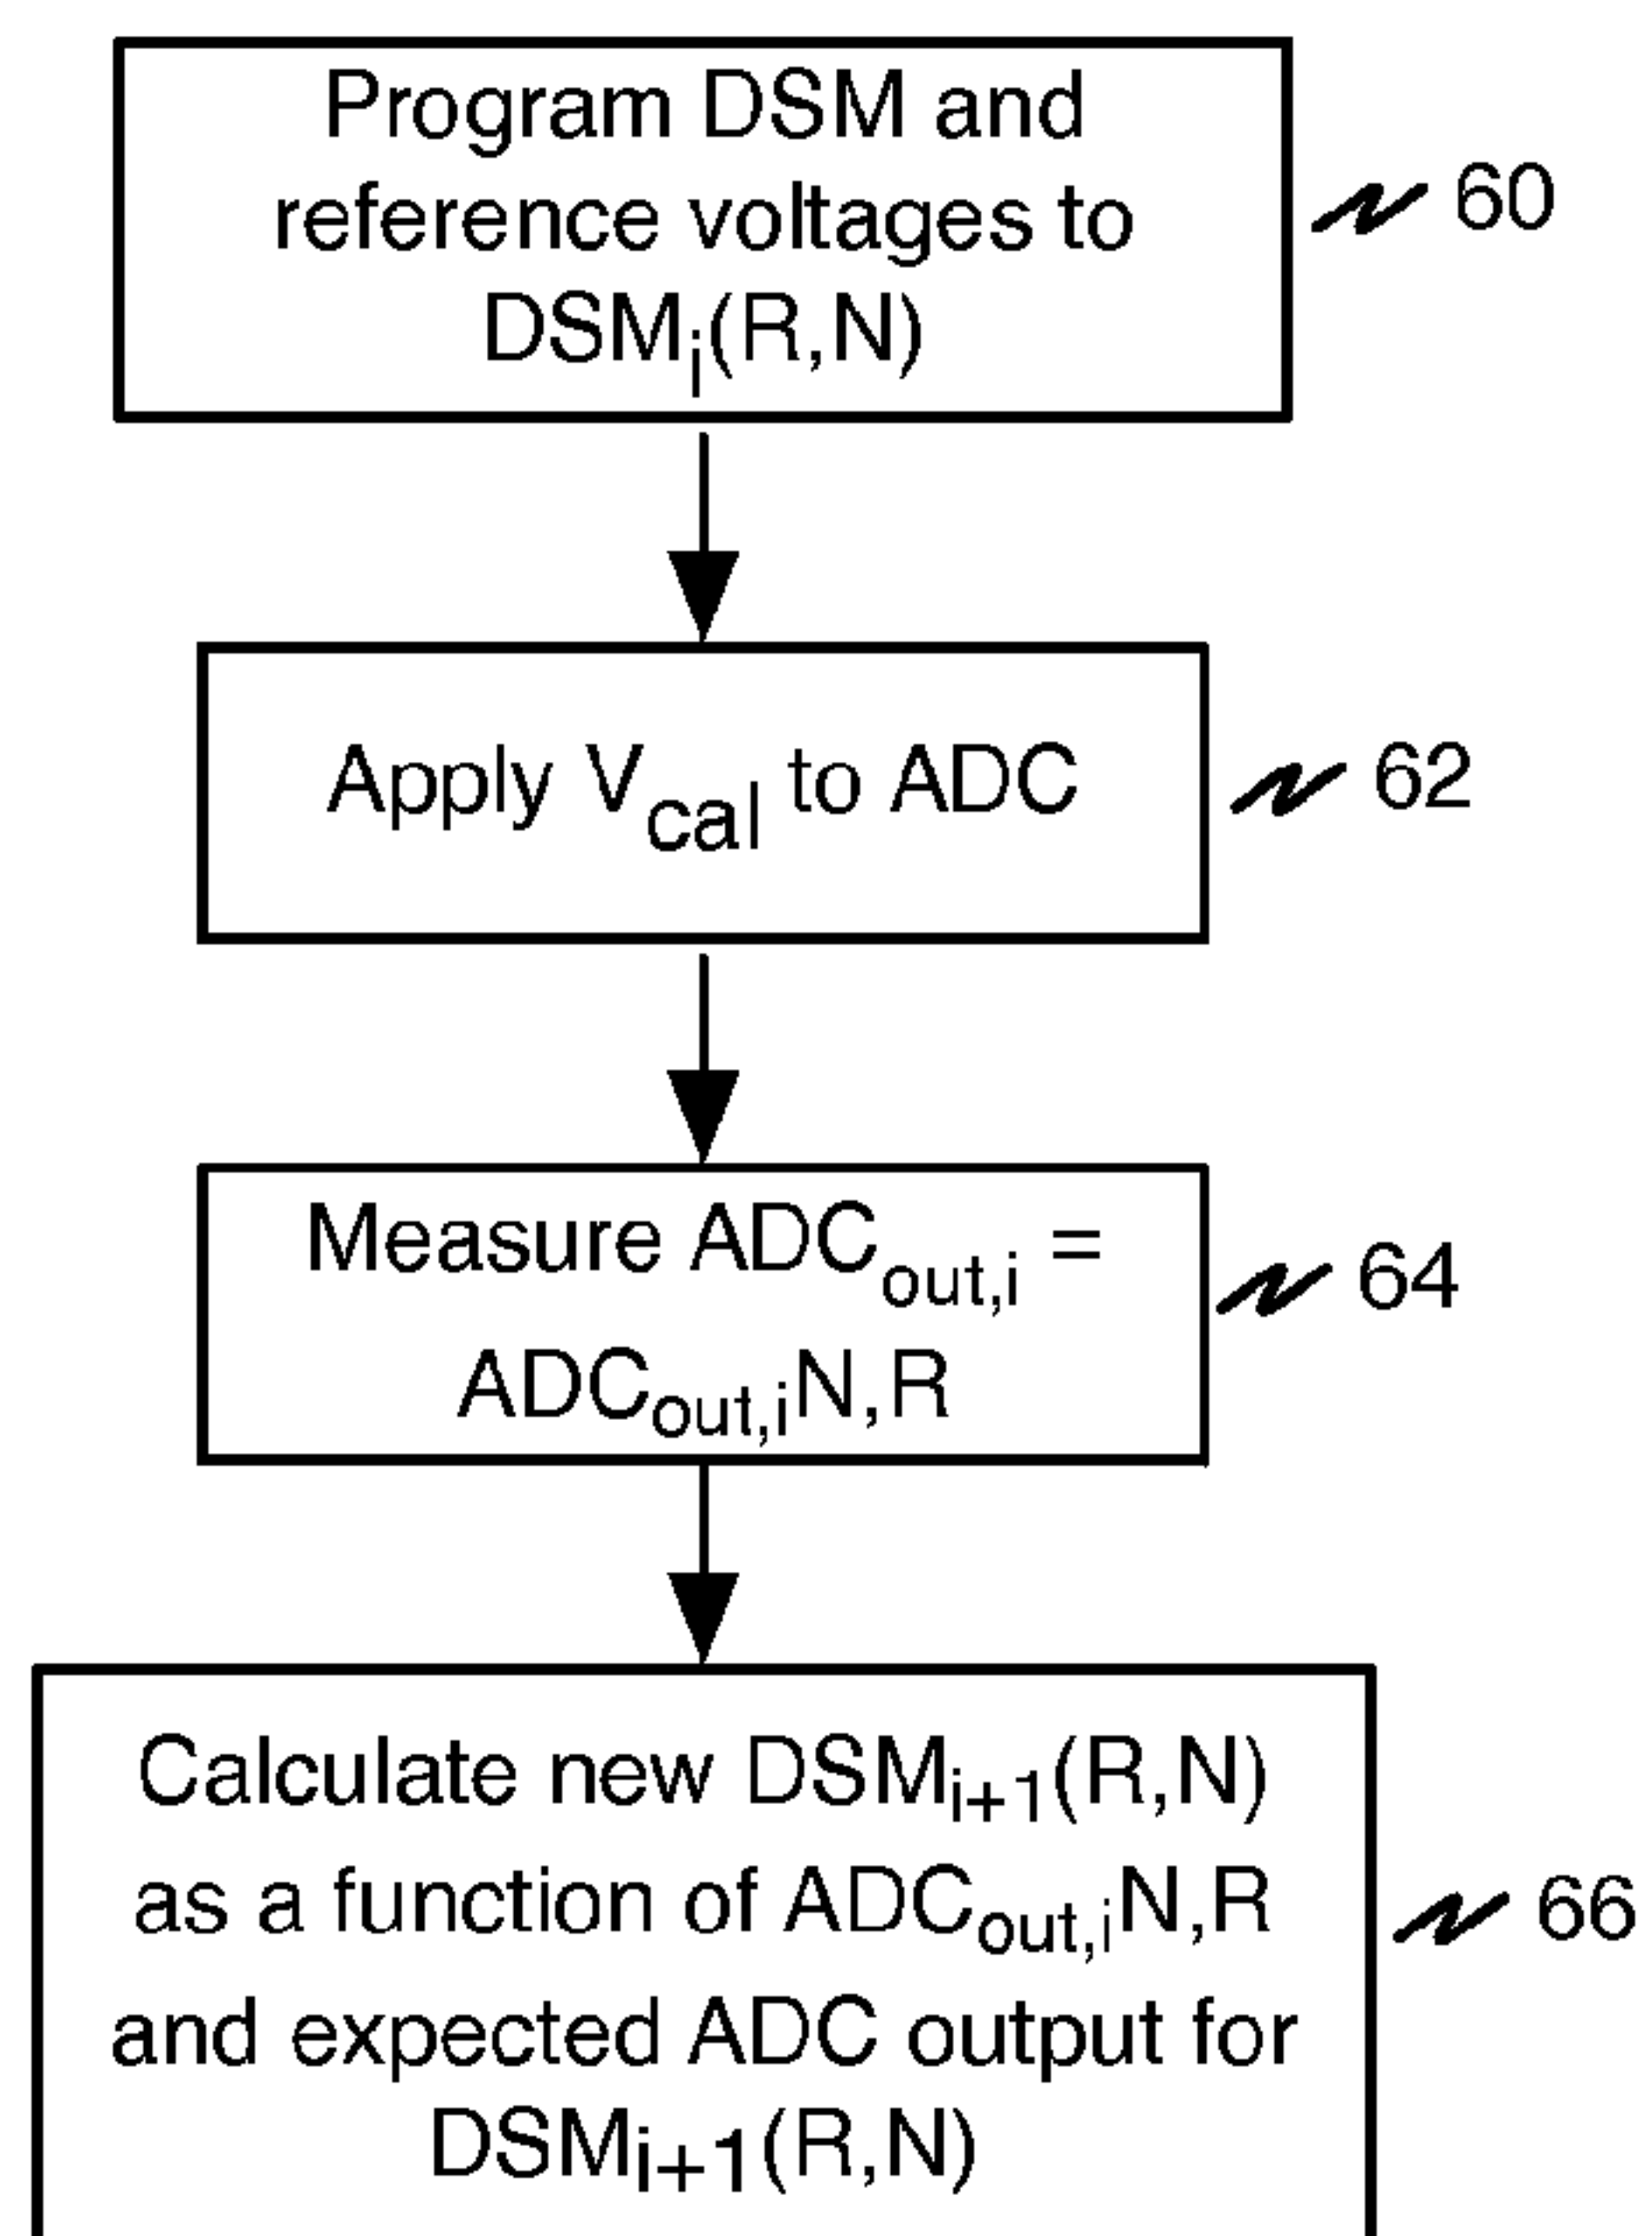 Program DSM and
reference voltages to
DSMi(R,N)
60
Apply Vcal to ADC
62
Measure ADCout,i =
ADCout,iN,R
64
Calculate new DSMi+1(R,N)
as a function of ADCout,iN,R
and expected ADC output for
DSMi+1(R,N)
66